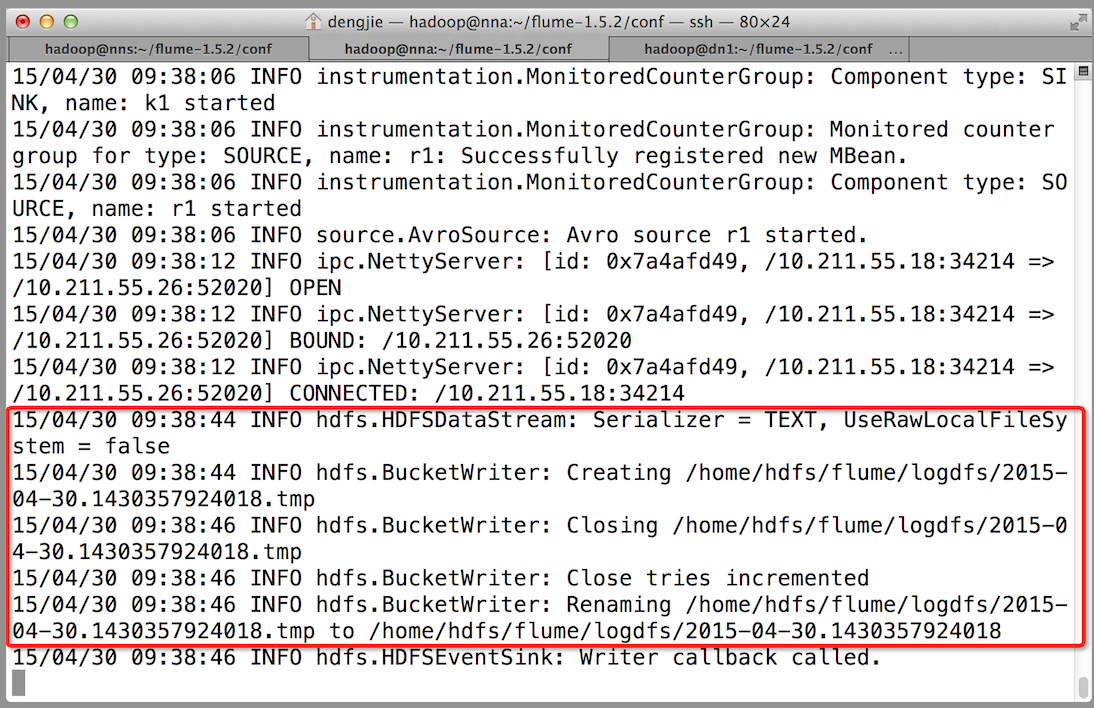 dengjie — hadoop@nna:~/flume-1.5.2/conf — ssh — 80×24
hadoop@nns:~/flume-1.5.2/conf hadoop@nna:~/flume-1.5.2/conf hadoop@dn1:~/flume-1.5.2/conf ...
15/04/30 09:38:06 INFO instrumentation.MonitoredCounterGroup: Component type: SI
NK, name: k1 started
15/04/30 09:38:06 INFO instrumentation.MonitoredCounterGroup: Monitored counter
group for type: SOURCE, name: r1: Successfully registered new MBean.
15/04/30 09:38:06 INFO instrumentation.MonitoredCounterGroup: Component type: SO
URCE, name: r1 started
15/04/30 09:38:06 INFO source.AvroSource: Avro source r1 started.
15/04/30 09:38:12 INFO ipc.NettyServer: [id: 0x7a4afd49, /10.211.55.18:34214 =>
/10.211.55.26:52020] OPEN
15/04/30 09:38:12 INFO ipc.NettyServer: [id: 0x7a4afd49, /10.211.55.18:34214 =>
/10.211.55.26:52020] BOUND: /10.211.55.26:52020
15/04/30 09:38:12 INFO ipc.NettyServer: [id: 0x7a4afd49, /10.211.55.18:34214 =>
/10.211.55.26:52020] CONNECTED: /10.211.55.18:34214
15/04/30 09:38:44 INFO hdfs.HDFSDataStream: Serializer = TEXT, UseRawLocalFileSy
stem = false
15/04/30 09:38:44 INFO hdfs.BucketWriter: Creating /home/hdfs/flume/logdfs/2015-
04-30.1430357924018.tmp
15/04/30 09:38:46 INFO hdfs.BucketWriter: Closing /home/hdfs/flume/logdfs/2015-0
4-30.1430357924018.tmp
15/04/30 09:38:46 INFO hdfs.BucketWriter: Close tries incremented
15/04/30 09:38:46 INFO hdfs.BucketWriter: Renaming /home/hdfs/flume/logdfs/2015-
04-30.1430357924018.tmp to /home/hdfs/flume/logdfs/2015-04-30.1430357924018
15/04/30 09:38:46 INFO hdfs.HDFSEventSink: Writer callback called.